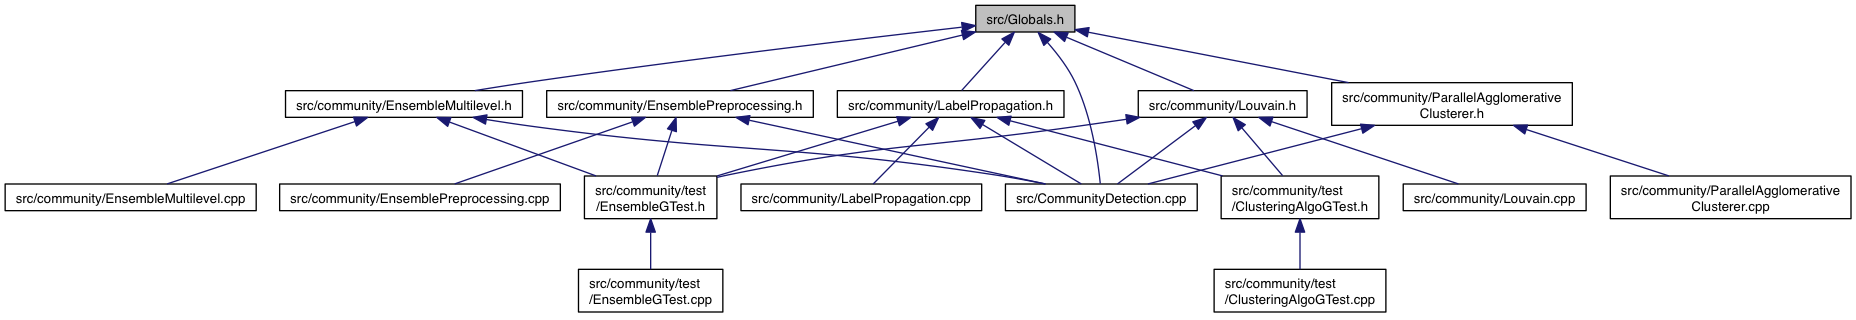 src/Globals.h
src/community/EnsembleMultilevel.h
src/community/EnsemblePreprocessing.h
src/community/LabelPropagation.h
src/community/Louvain.h
src/community/ParallelAgglomerative
Clusterer.h
src/community/EnsembleMultilevel.cpp
src/community/EnsemblePreprocessing.cpp
src/community/test
/EnsembleGTest.h
src/community/LabelPropagation.cpp
src/CommunityDetection.cpp
src/community/test
/ClusteringAlgoGTest.h
src/community/Louvain.cpp
src/community/ParallelAgglomerative
Clusterer.cpp
src/community/test
/EnsembleGTest.cpp
src/community/test
/ClusteringAlgoGTest.cpp